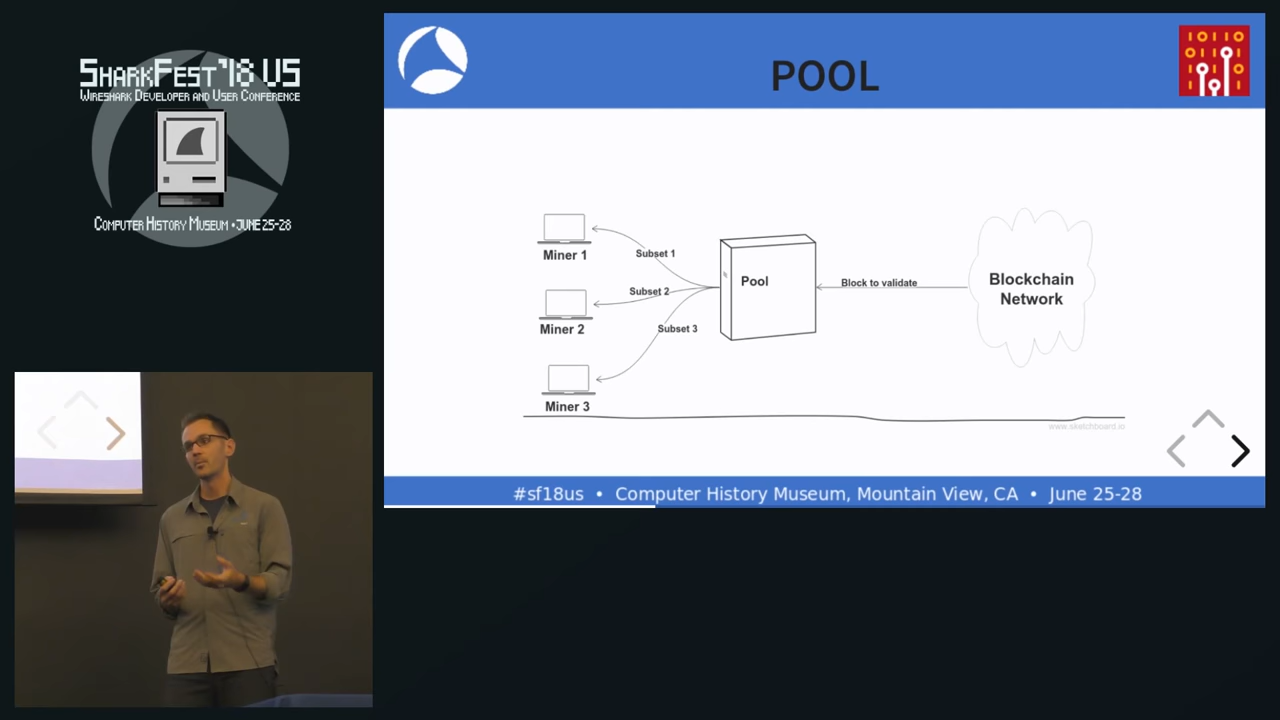 SharkFest'18 US
Wireshark Developer and User Conference
Computer History Museum • June 25-28
POOL
Miner 1
Subset 1
Subset 2
Miner 2
Subset 3
Miner 3
Pool
Block to validate
Blockchain
Network
www.sketchboard.io
#sf18us • Computer History Museum, Mountain View, CA • June 25-28